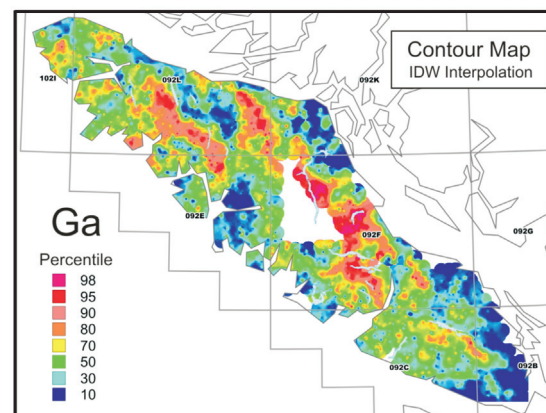 Contour Map
IDW Interpolation
102I
092L
092K
092E
Ga
092F
092G
Percentile
98
95
90
80
70
50
30
10
092C
092B